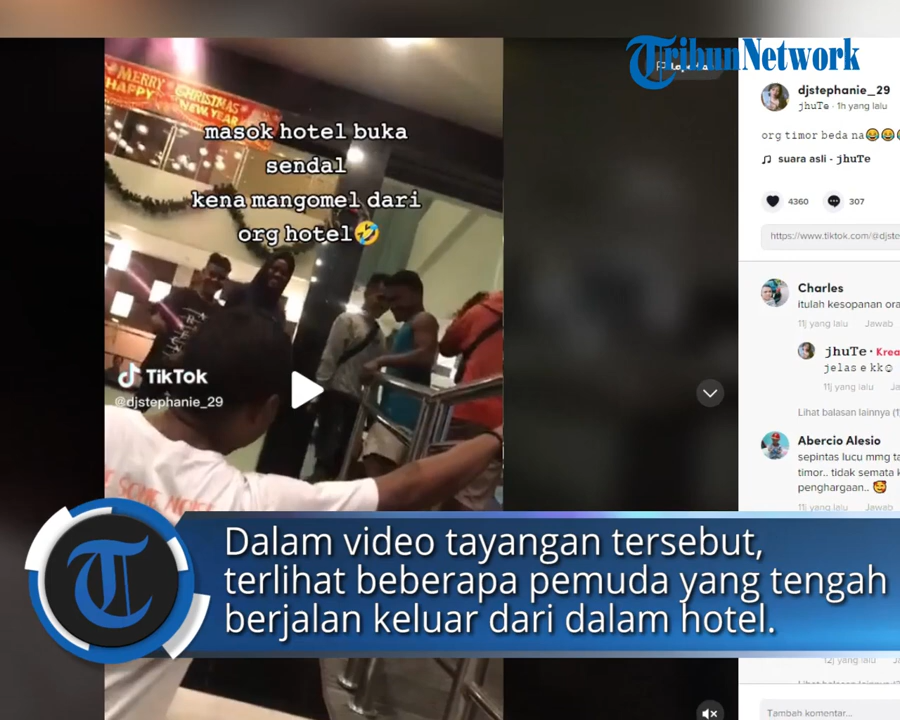 TribunNetwork
MERRY CHRISTMAS
HAPPY NEW YEAR
masok hotel buka
sendal
kena mangomel dari
org hotel🤣
TikTok
@djstephanie_29
djstephanie_29
jhuTe · 1h yang lalu
org timor beda na😂😂
♫ suara asli - jhuTe
4360
307
https://www.tiktok.com/@djste
Charles
itulah kesopanan ora
11j yang lalu Jawab
jhuTe · Krea
jelas e kk
11j yang lalu
Lihat balasan lainnya (1
Abercio Alesio
sepintas lucu mmg ta
timor.. tidak semata k
penghargaan.. 🥰
11j yang lalu Jawab
Dalam video tayangan tersebut,
terlihat beberapa pemuda yang tengah
berjalan keluar dari dalam hotel.
12j yang lalu
Tambah komentar...